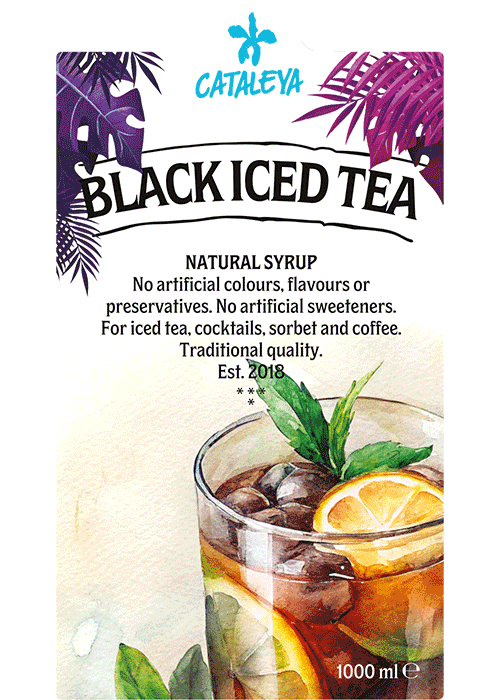 CATALEYA
BLACK ICED TEA
NATURAL SYRUP
No artificial colours, flavours or
preservatives. No artificial sweeteners.
For iced tea, cocktails, sorbet and coffee.
Traditional quality.
Est. 2018
***
*
1000 ml ℮